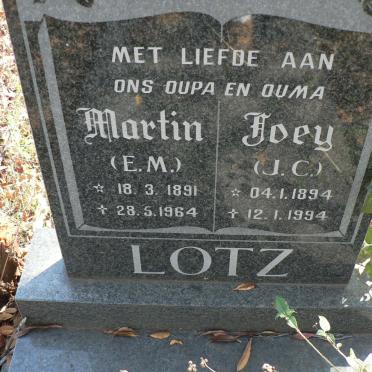 MET LIEFDE AAN
ONS OUPA EN OUMA
Martin Joey
(E.M.) (J.C.)
☆ 18.3.1891 ☆ 04.1.1894
✝ 28.5.1964 ✝ 12.1.1994
LOTZ